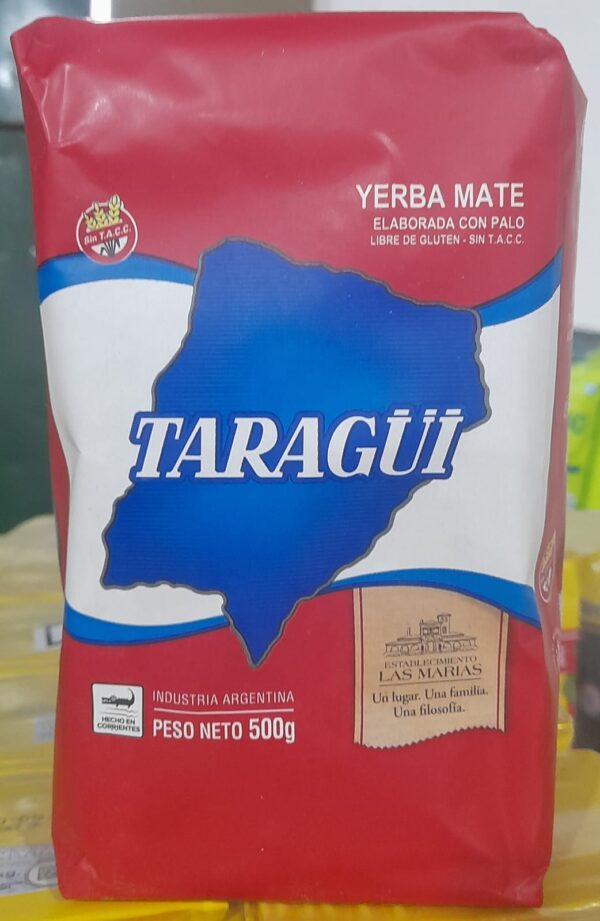 YERBA MATE
ELABORADA CON PALO
LIBRE DE GLUTEN - SIN T.A.C.C.
Sin T.A.C.C.
TARAGÜÏ
ESTABLECIMIENTO
LAS MARIAS
Un lugar. Una familia.
Una filosofía.
INDUSTRIA ARGENTINA
PESO NETO 500g
HECHO EN
CORRIENTES